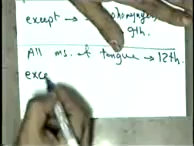 except →
9th.
All ms. of tongue → 12th.
exce